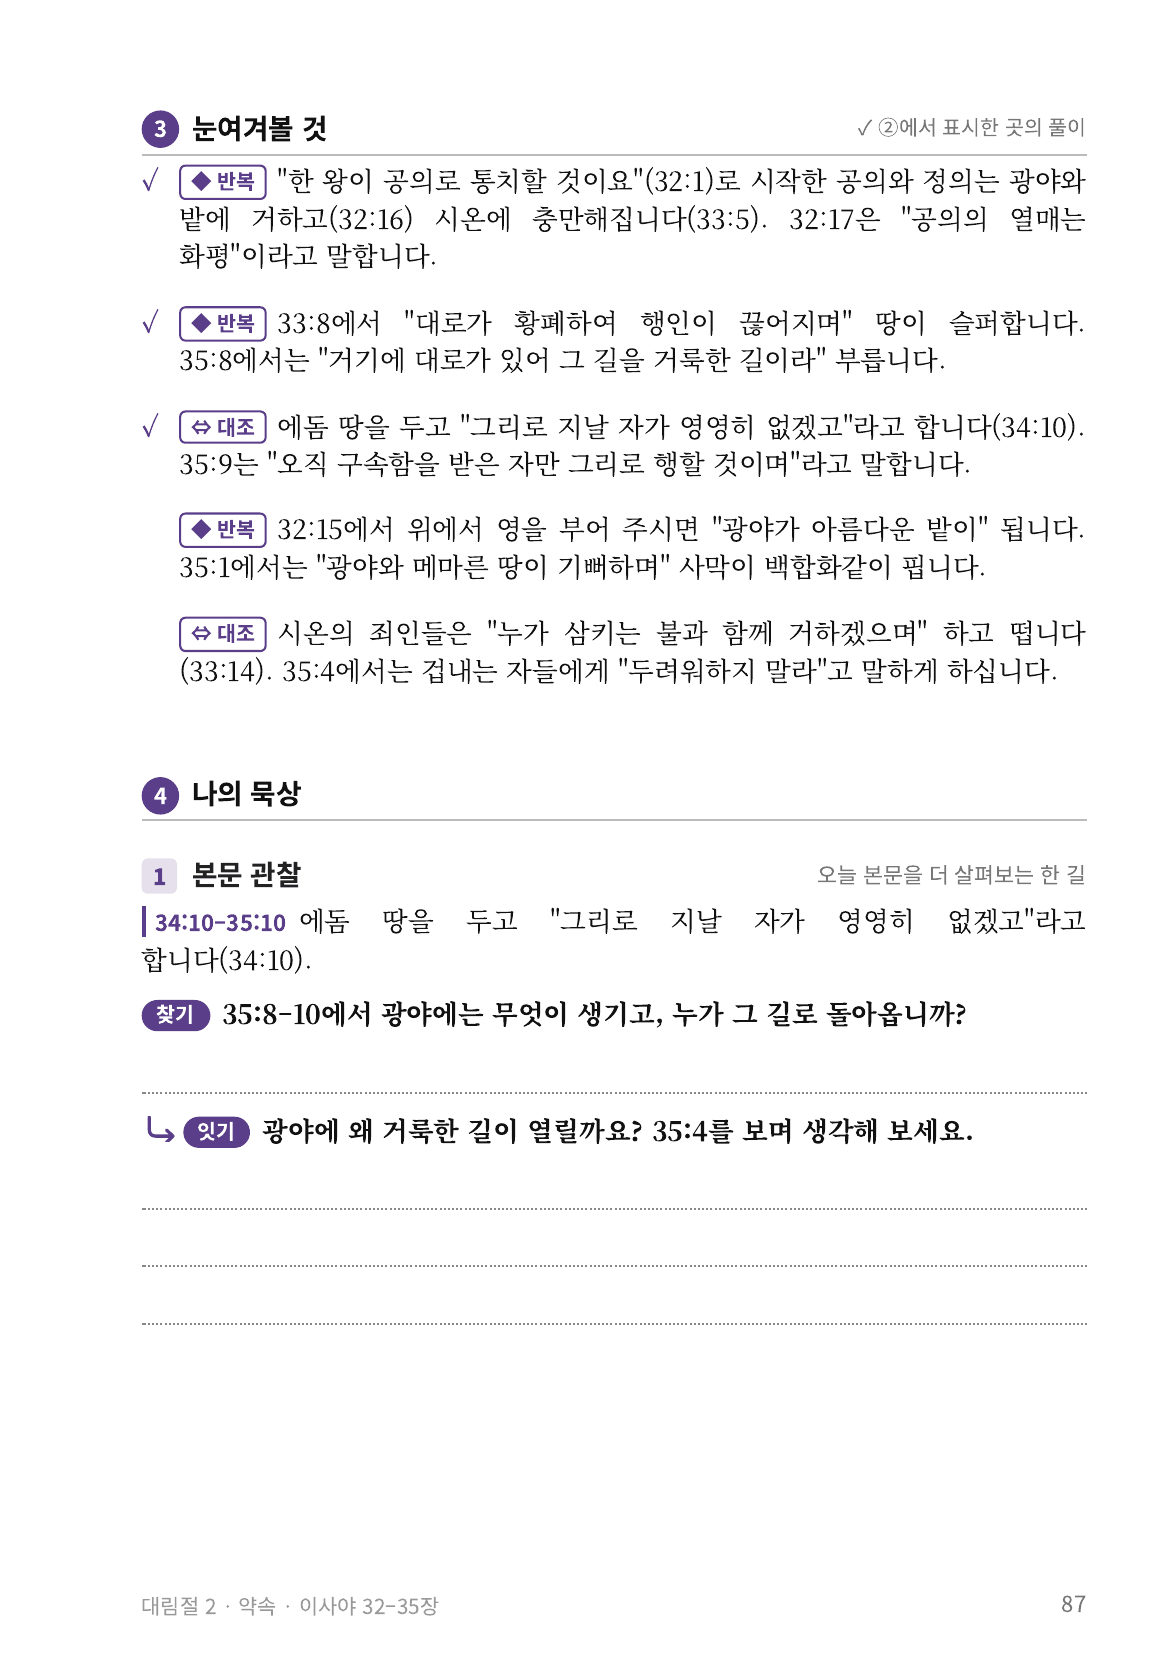 3 눈여겨볼 것
✓ ②에서 표시한 곳의 풀이
✓ ◆ 반복 "한 왕이 공의로 통치할 것이요"(32:1)로 시작한 공의와 정의는 광야와
밭에 거하고(32:16) 시온에 충만해집니다(33:5). 32:17은 "공의의 열매는
화평"이라고 말합니다.
✓ ◆ 반복 33:8에서 "대로가 황폐하여 행인이 끊어지며" 땅이 슬퍼합니다.
35:8에서는 "거기에 대로가 있어 그 길을 거룩한 길이라" 부릅니다.
✓ ⇔ 대조 에돔 땅을 두고 "그리로 지날 자가 영영히 없겠고"라고 합니다(34:10).
35:9는 "오직 구속함을 받은 자만 그리로 행할 것이며"라고 말합니다.
◆ 반복 32:15에서 위에서 영을 부어 주시면 "광야가 아름다운 밭이" 됩니다.
35:1에서는 "광야와 메마른 땅이 기뻐하며" 사막이 백합화같이 핍니다.
⇔ 대조 시온의 죄인들은 "누가 삼키는 불과 함께 거하겠으며" 하고 떱니다
(33:14). 35:4에서는 겁내는 자들에게 "두려워하지 말라"고 말하게 하십니다.
4 나의 묵상
1 본문 관찰
오늘 본문을 더 살펴보는 한 길
34:10–35:10 에돔 땅을 두고 "그리로 지날 자가 영영히 없겠고"라고
합니다(34:10).
찾기 35:8–10에서 광야에는 무엇이 생기고, 누가 그 길로 돌아옵니까?
잇기 광야에 왜 거룩한 길이 열릴까요? 35:4를 보며 생각해 보세요.
대림절 2 · 약속 · 이사야 32–35장
87